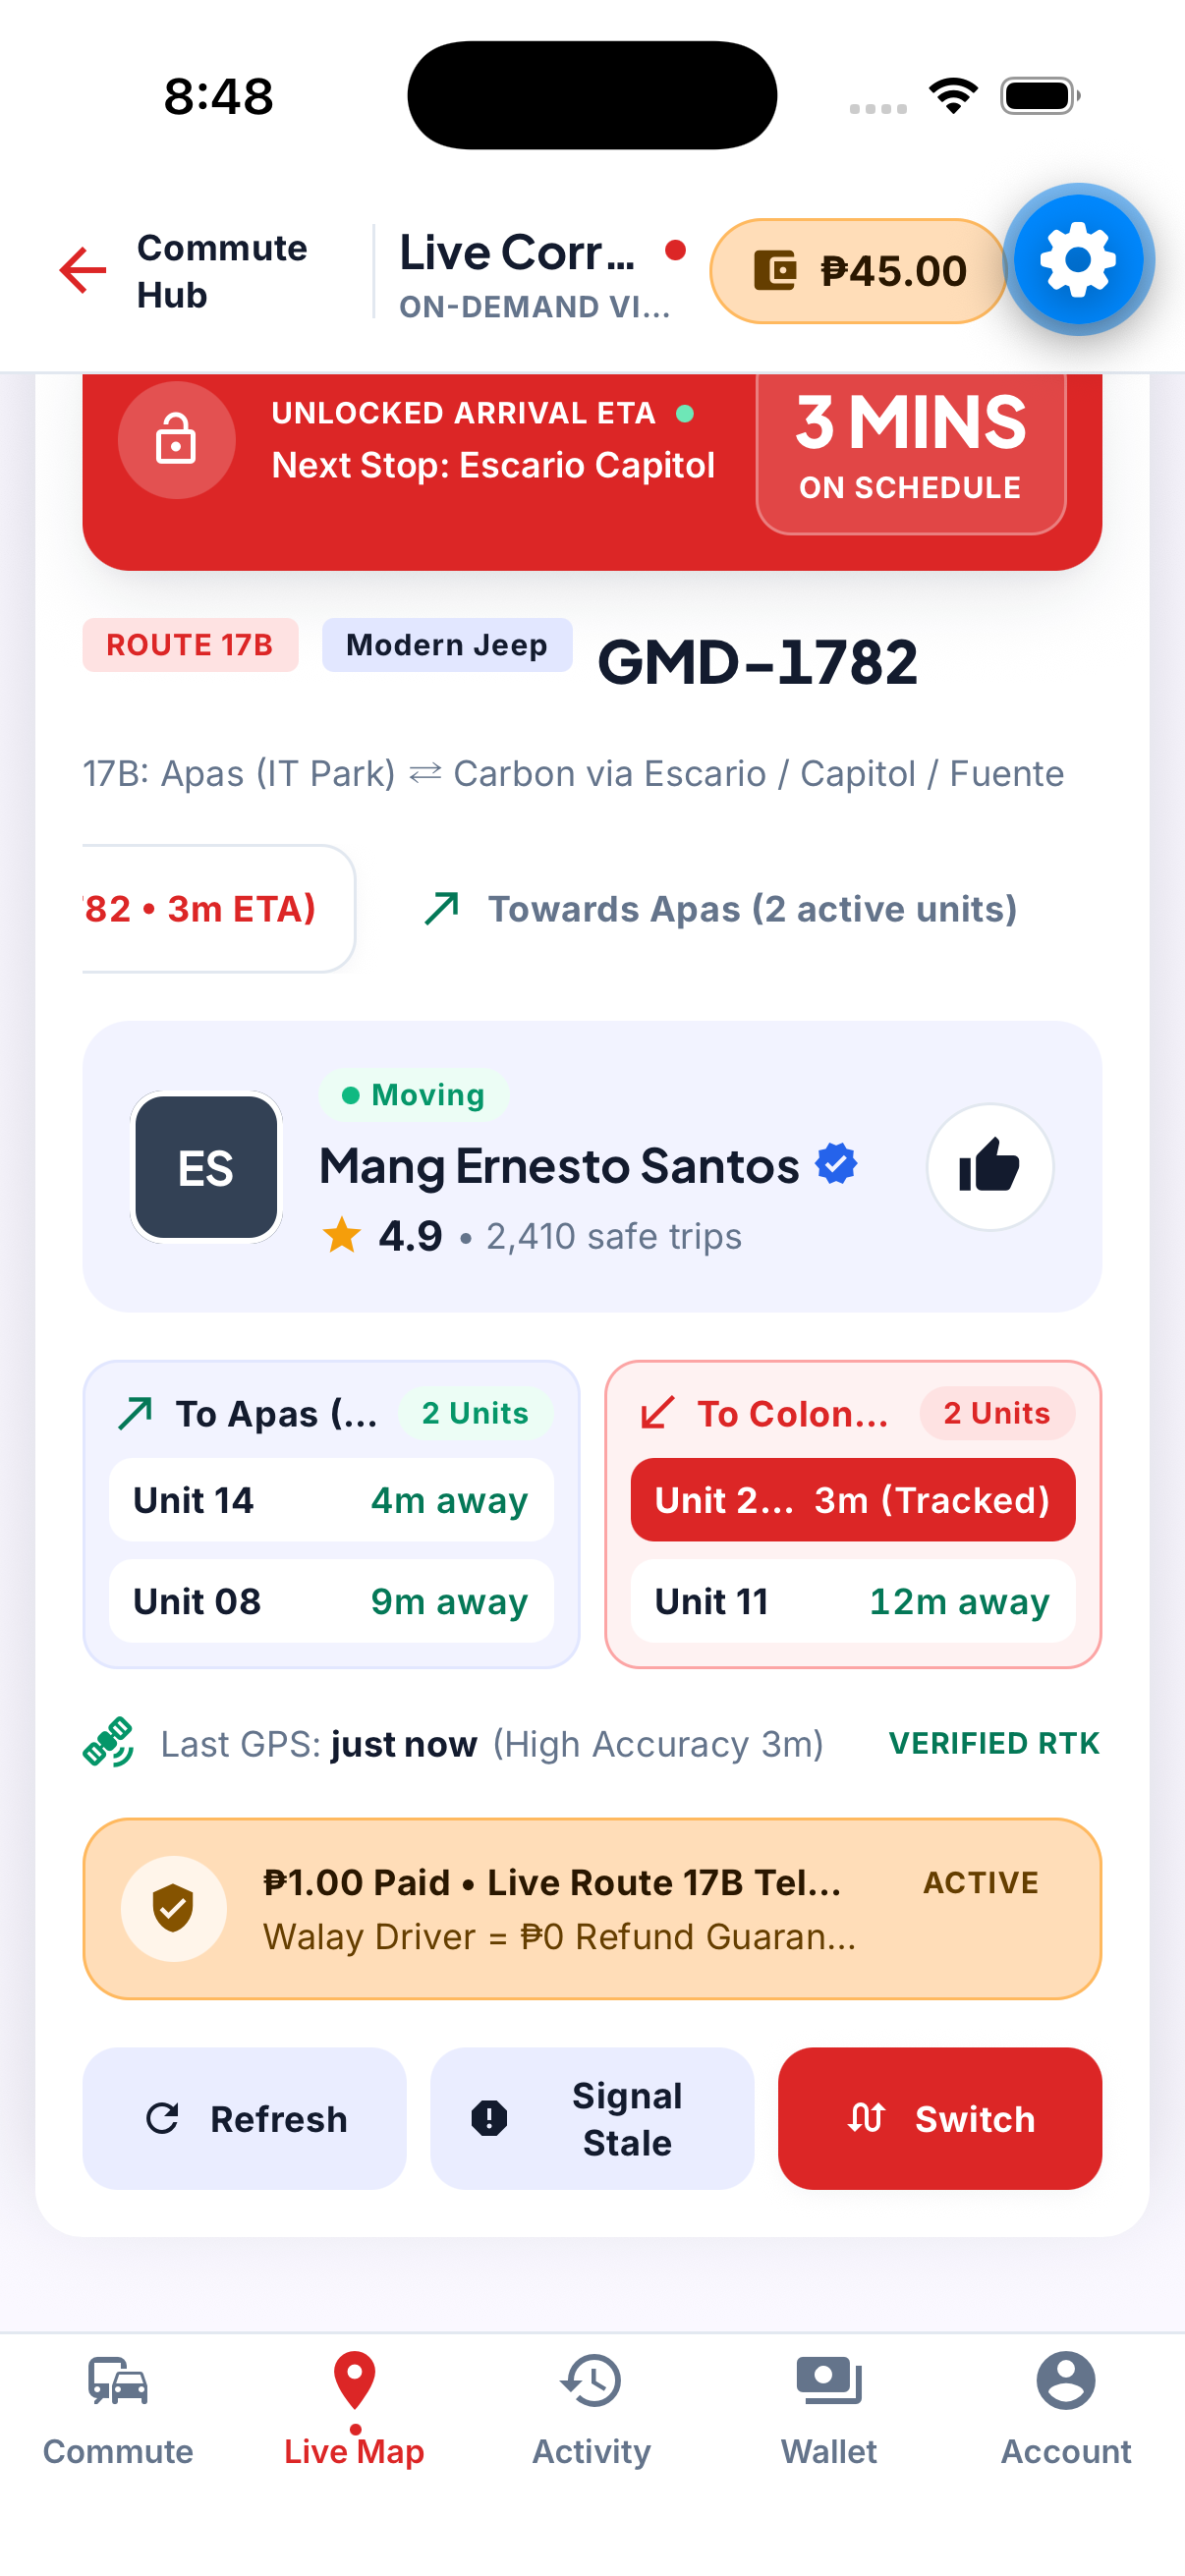 8:48
Commute
Hub
Live Corr...
ON-DEMAND VI...
₱45.00
UNLOCKED ARRIVAL ETA
Next Stop: Escario Capitol
3 MINS
ON SCHEDULE
ROUTE 17B
Modern Jeep
GMD-1782
17B: Apas (IT Park) ⇄ Carbon via Escario / Capitol / Fuente
82 • 3m ETA)
Towards Apas (2 active units)
Moving
ES
Mang Ernesto Santos
4.9 • 2,410 safe trips
To Apas (...
2 Units
Unit 14
4m away
Unit 08
9m away
To Colon...
2 Units
Unit 2...
3m (Tracked)
Unit 11
12m away
Last GPS: just now (High Accuracy 3m)
VERIFIED RTK
₱1.00 Paid • Live Route 17B Tel...
ACTIVE
Walay Driver = ₱0 Refund Guaran...
Refresh
Signal
Stale
Switch
Commute
Live Map
Activity
Wallet
Account